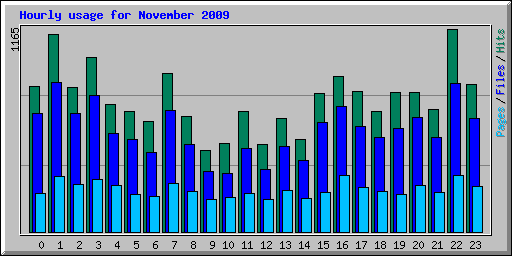 Hourly usage for November 2009
1165
Pages/Files/Hits
0 1 2 3 4 5 6 7 8 9 10 11 12 13 14 15 16 17 18 19 20 21 22 23